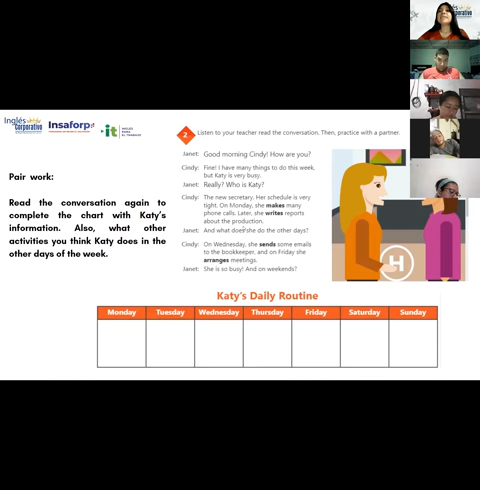 Inglés
Corporativo
Insaforp
it
INGLÉS
PARA
EL TRABAJO
2
Listen to your teacher read the conversation. Then, practice with a partner.
Pair work:
Read the conversation again to
complete the chart with Katy's
information. Also, what other
activities you think Katy does in the
other days of the week.
Janet: Good morning Cindy! How are you?
Cindy: Fine! I have many things to do this week,
but Katy is very busy.
Janet: Really? Who is Katy?
Cindy: The new secretary. Her schedule is very
tight. On Monday, she makes many
phone calls. Later, she writes reports
about the production.
Janet: And what does she do the other days?
Cindy: On Wednesday, she sends some emails
to the bookkeeper, and on Friday she
arranges meetings.
Janet: She is so busy! And on weekends?
H
Katy's Daily Routine
Monday Tuesday Wednesday Thursday Friday Saturday Sunday